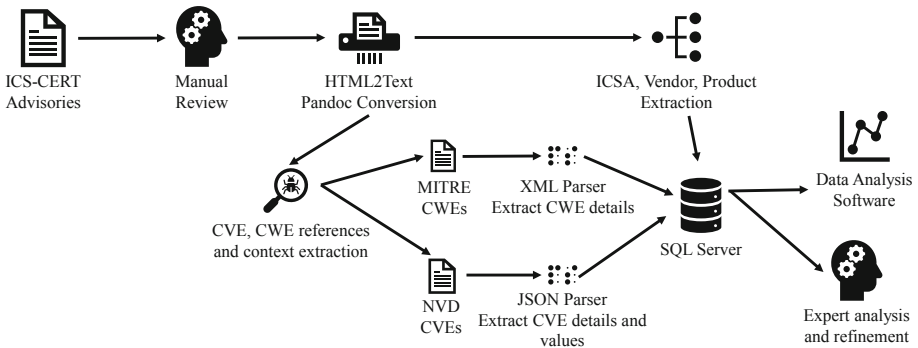 ICS-CERT
Advisories
Manual
Review
HTML2Text
Pandoc Conversion
ICSA, Vendor, Product
Extraction
CVE, CWE references
and context extraction
MITRE
CWEs
XML Parser
Extract CWE details
NVD
CVEs
JSON Parser
Extract CVE details and
values
SQL Server
Data Analysis
Software
Expert analysis
and refinement